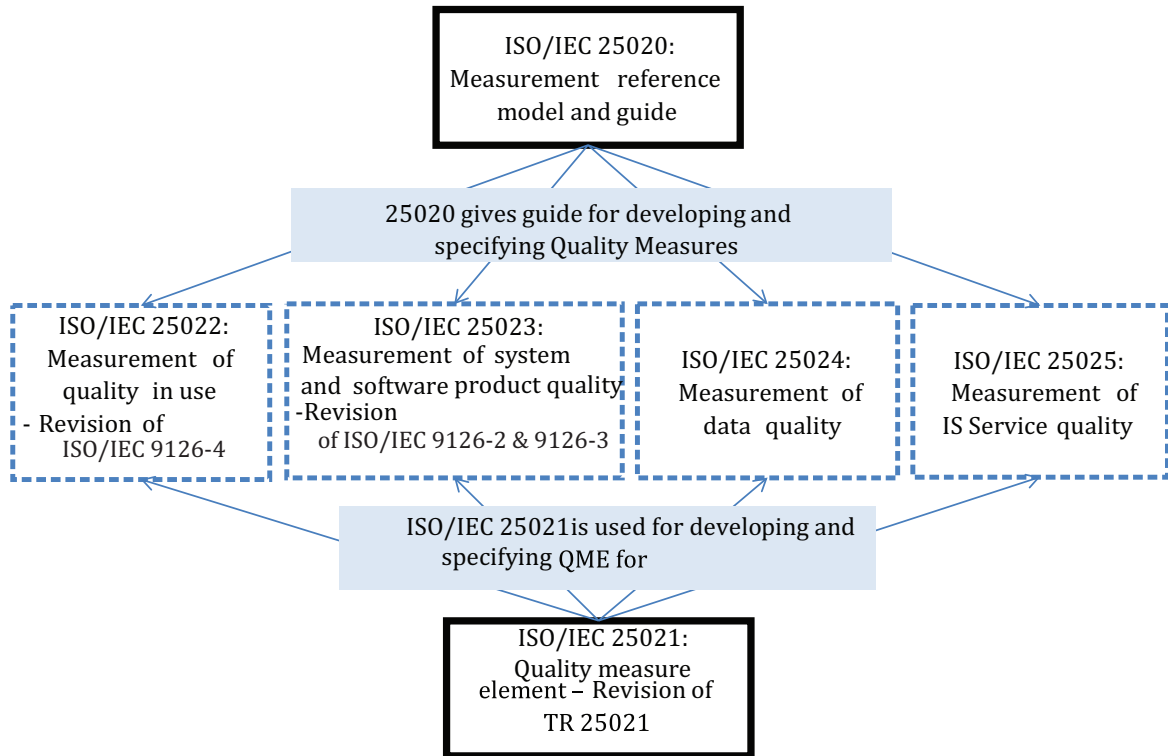 ISO/IEC 25020:
Measurement reference
model and guide
25020 gives guide for developing and
specifying Quality Measures
ISO/IEC 25022:
Measurement of
quality in use
- Revision of
ISO/IEC 9126-4
ISO/IEC 25023:
Measurement of system
and software product quality
-Revision
of ISO/IEC 9126-2 & 9126-3
ISO/IEC 25024:
Measurement of
data quality
ISO/IEC 25025:
Measurement of
IS Service quality
ISO/IEC 25021is used for developing and
specifying QME for
ISO/IEC 25021:
Quality measure
element – Revision of
TR 25021